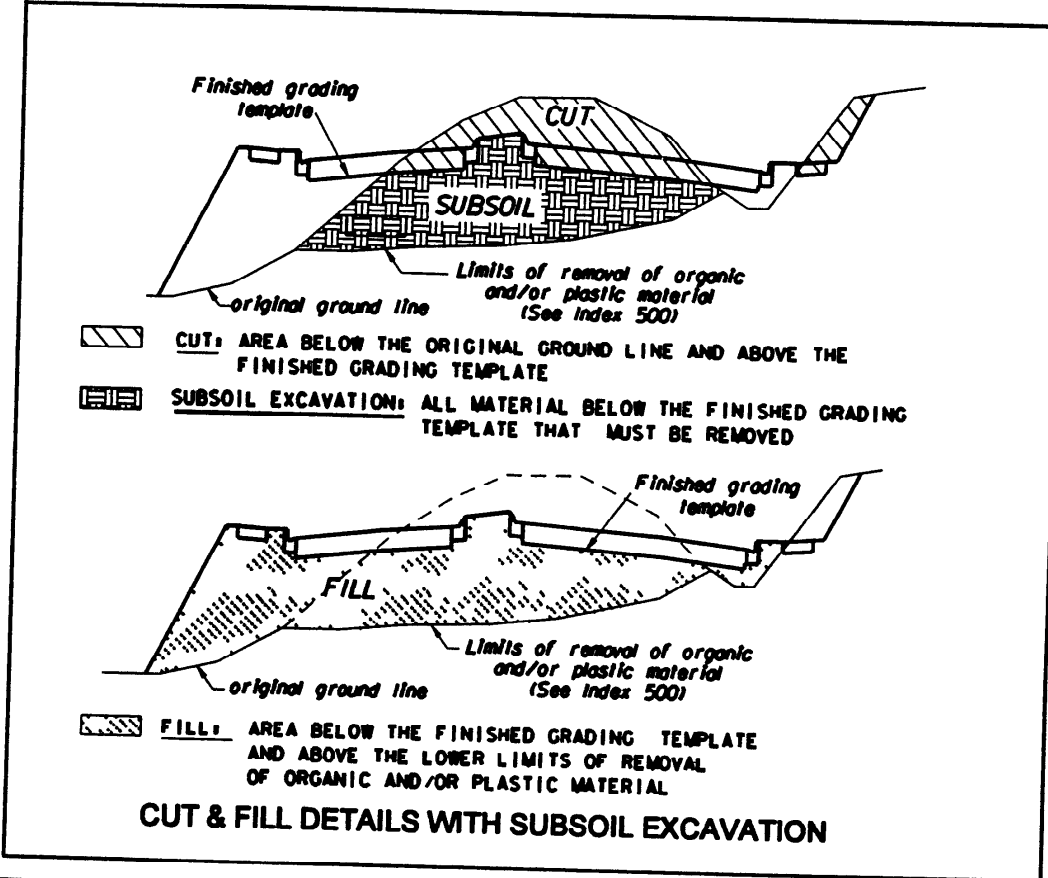 Finished grading
template
CUT
SUBSOIL
Limits of removal of organic
and/or plastic material
(See Index 500)
original ground line
CUT: AREA BELOW THE ORIGINAL GROUND LINE AND ABOVE THE
FINISHED GRADING TEMPLATE
SUBSOIL EXCAVATION: ALL MATERIAL BELOW THE FINISHED GRADING
TEMPLATE THAT MUST BE REMOVED
Finished grading
template
FILL
Limits of removal of organic
and/or plastic material
(See Index 500)
original ground line
FILL: AREA BELOW THE FINISHED GRADING TEMPLATE
AND ABOVE THE LOWER LIMITS OF REMOVAL
OF ORGANIC AND/OR PLASTIC MATERIAL
CUT & FILL DETAILS WITH SUBSOIL EXCAVATION